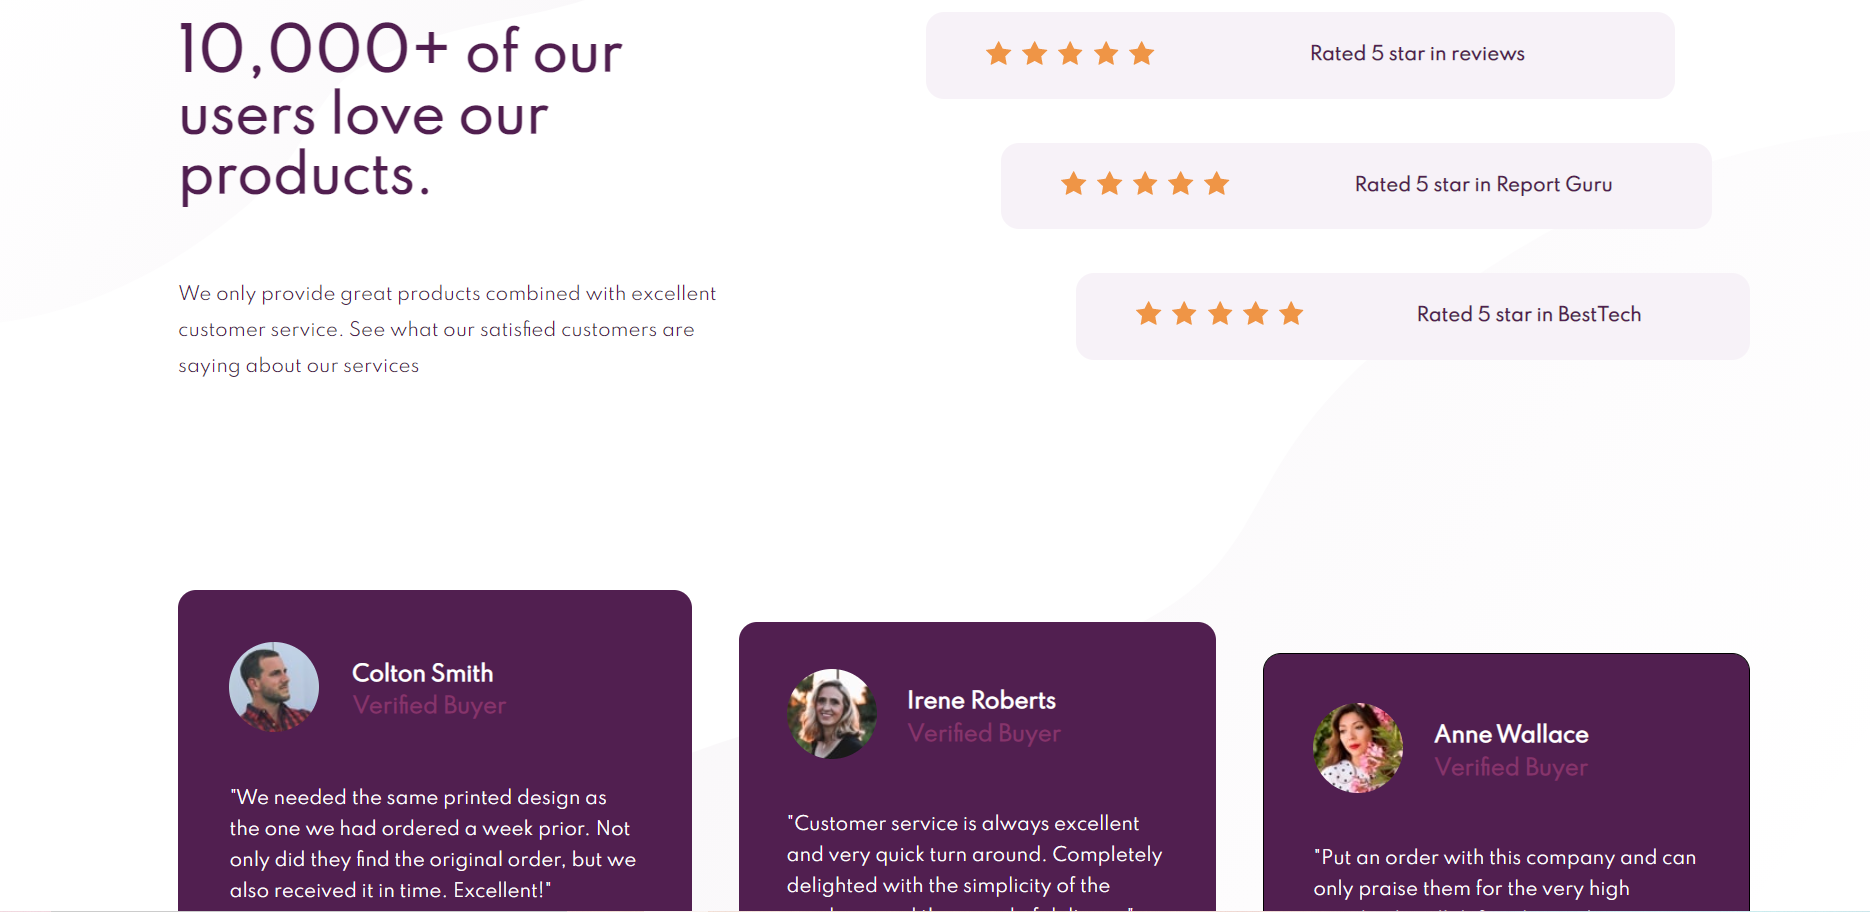 10,000+ of our
users love our
products.
We only provide great products combined with excellent
customer service. See what our satisfied customers are
saying about our services
Rated 5 star in reviews
Rated 5 star in Report Guru
Rated 5 star in BestTech
Colton Smith
Verified Buyer
"We needed the same printed design as
the one we had ordered a week prior. Not
only did they find the original order, but we
also received it in time. Excellent!"
Irene Roberts
Verified Buyer
"Customer service is always excellent
and very quick turn around. Completely
delighted with the simplicity of the
Anne Wallace
Verified Buyer
"Put an order with this company and can
only praise them for the very high